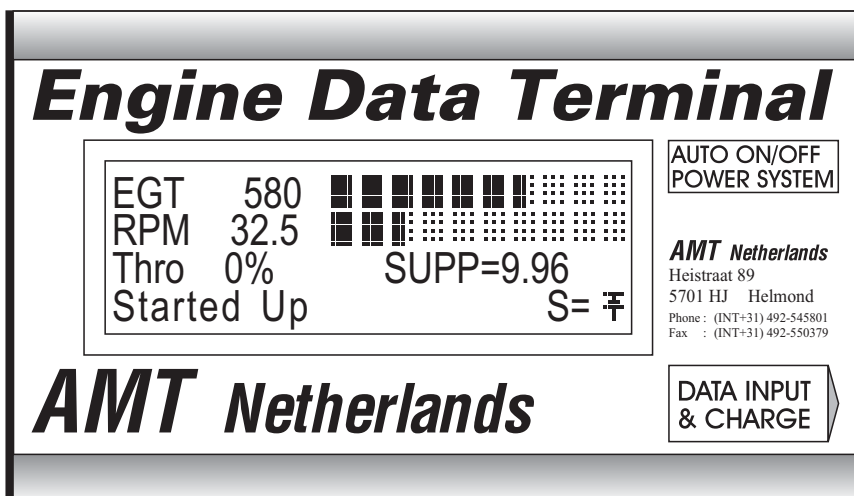 Engine Data Terminal
EGT 580
RPM 32.5
Thro 0% SUPP=9.96
Started Up S=
AUTO ON/OFF
POWER SYSTEM
AMT Netherlands
Heistraat 89
5701 HJ Helmond
Phone : (INT+31) 492-545801
Fax : (INT+31) 492-550379
AMT Netherlands
DATA INPUT
& CHARGE